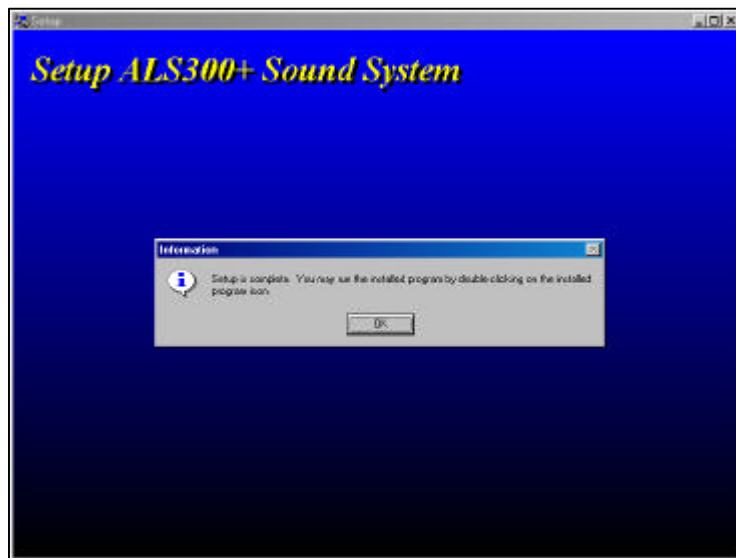 Setup
Setup ALS300+ Sound System
Information
Setup is complete. You may run the installed program by double-clicking on the installed
program icon.
OK